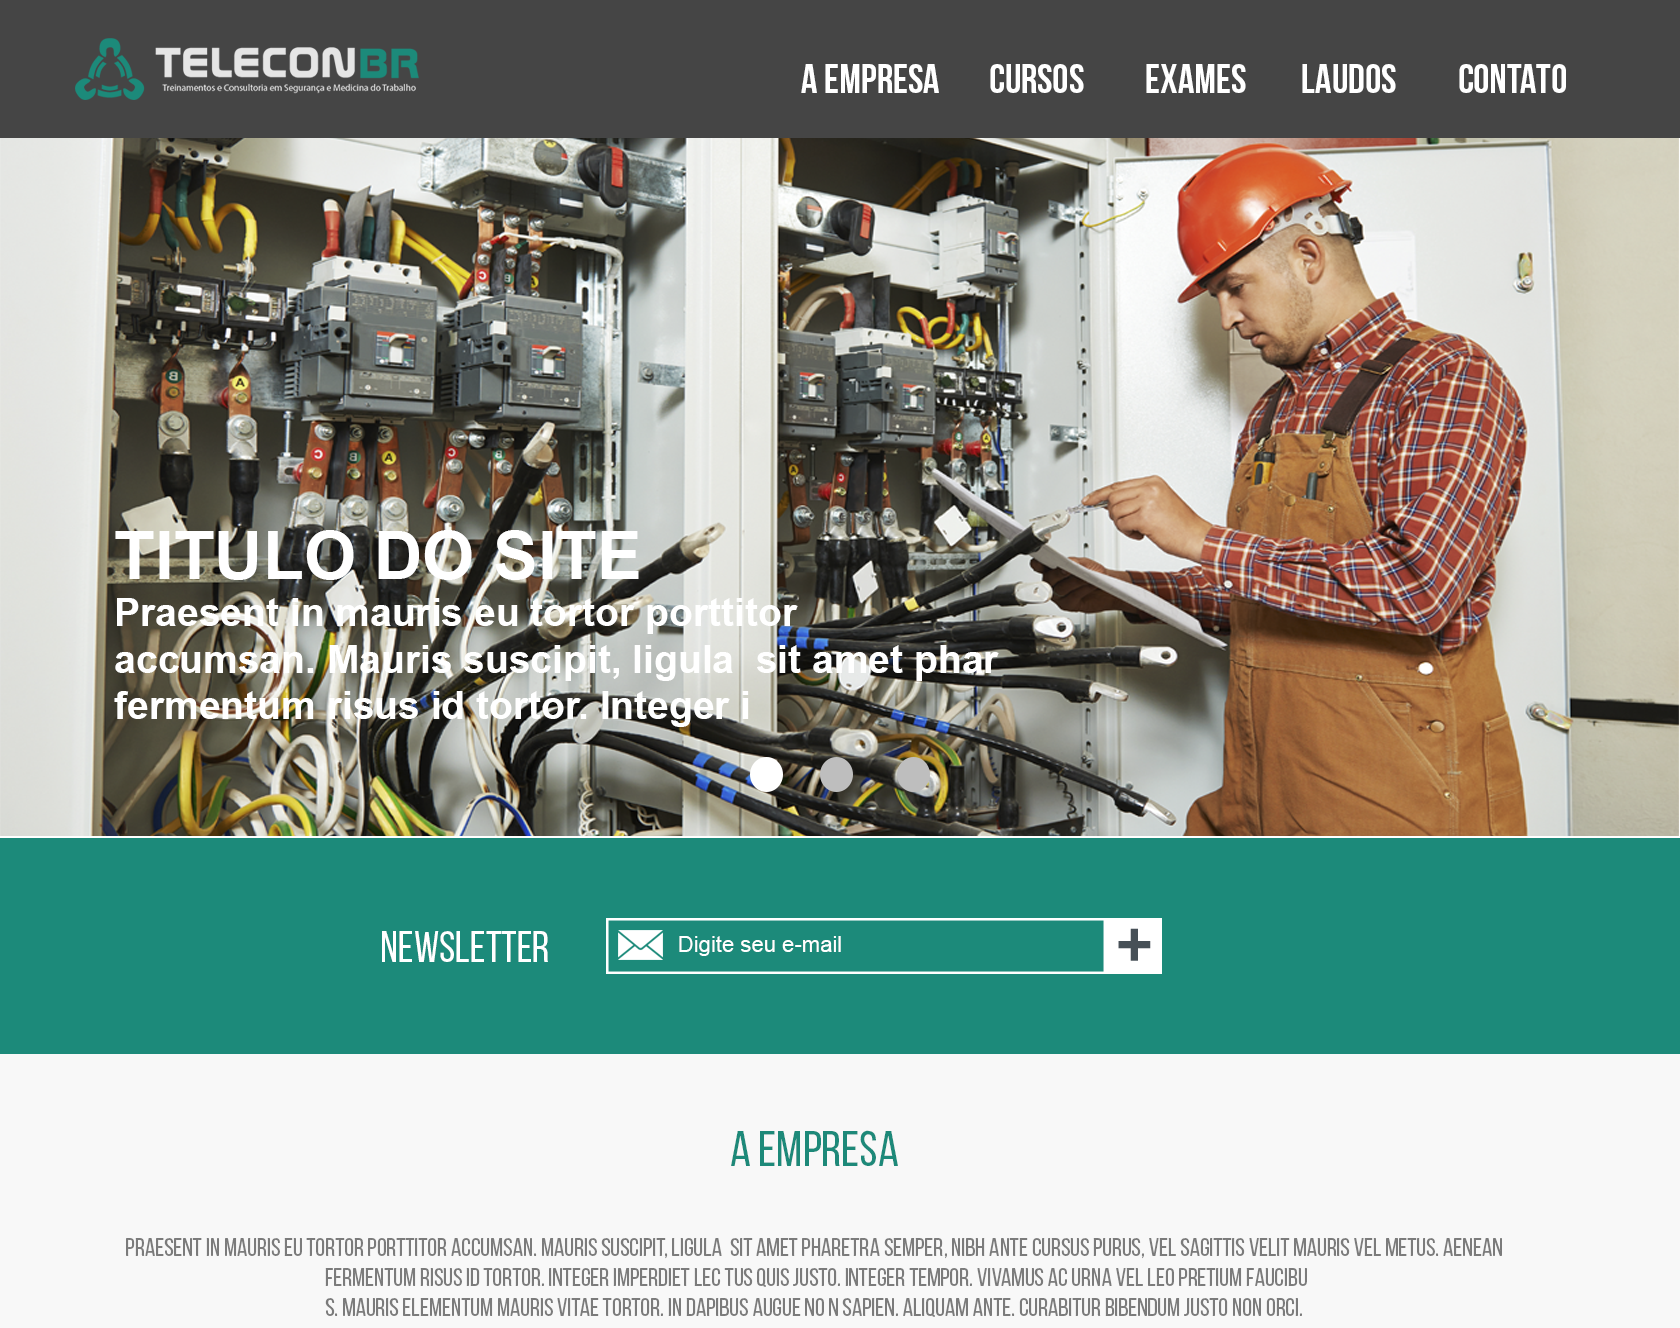 TELECONBR
Treinamentos e Consultoria em Segurança e Medicina do Trabalho
A EMPRESA CURSOS EXAMES LAUDOS CONTATO
B
A
C
C
B
A
C
B
TITULO DO SITE
Praesent in mauris eu tortor porttitor
accumsan. Mauris suscipit, ligula  sit amet phar
fermentum risus id tortor. Integer i
NEWSLETTER
Digite seu e-mail
A EMPRESA
PRAESENT IN MAURIS EU TORTOR PORTTITOR ACCUMSAN. MAURIS SUSCIPIT, LIGULA  SIT AMET PHARETRA SEMPER, NIBH ANTE CURSUS PURUS, VEL SAGITTIS VELIT MAURIS VEL METUS. AENEAN
FERMENTUM RISUS ID TORTOR. INTEGER IMPERDIET LEC TUS QUIS JUSTO. INTEGER TEMPOR. VIVAMUS AC URNA VEL LEO PRETIUM FAUCIBU
S. MAURIS ELEMENTUM MAURIS VITAE TORTOR. IN DAPIBUS AUGUE NO N SAPIEN. ALIQUAM ANTE. CURABITUR BIBENDUM JUSTO NON ORCI.